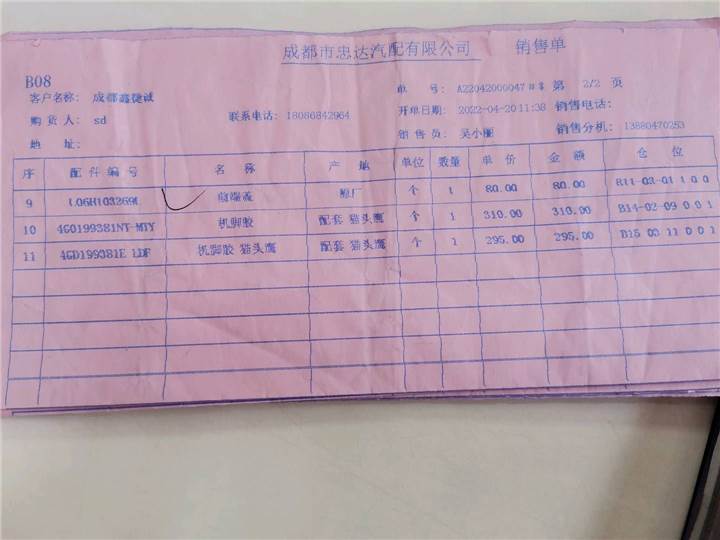 成都市忠达汽配有限公司 销售单
B08
单 号: A22042000047## 第 2/2 页
客户名称: 成都鑫捷诚
联系电话: 18086842964 开单日期: 2022-04-20 11:38 销售电话:
购 货 人: sd
销 售 员: 吴小丽 销售分机: 13880470253
地 址:
序 配 件 编 号 名 称 产 地 单位 数量 单 价 金 额 仓 位
9 L06H103269L 前端盖 原厂 个 1 80.00 80.00
10 4G0199381NT-MTY 机脚胶 配套 猫头鹰 个 1 310.00 310.00 B14-02-09 0 0 1
11 4GD199381E LDF 机脚胶 猫头鹰 配套 猫头鹰 个 1 295.00 295.00 B15 03 11 0 0 1